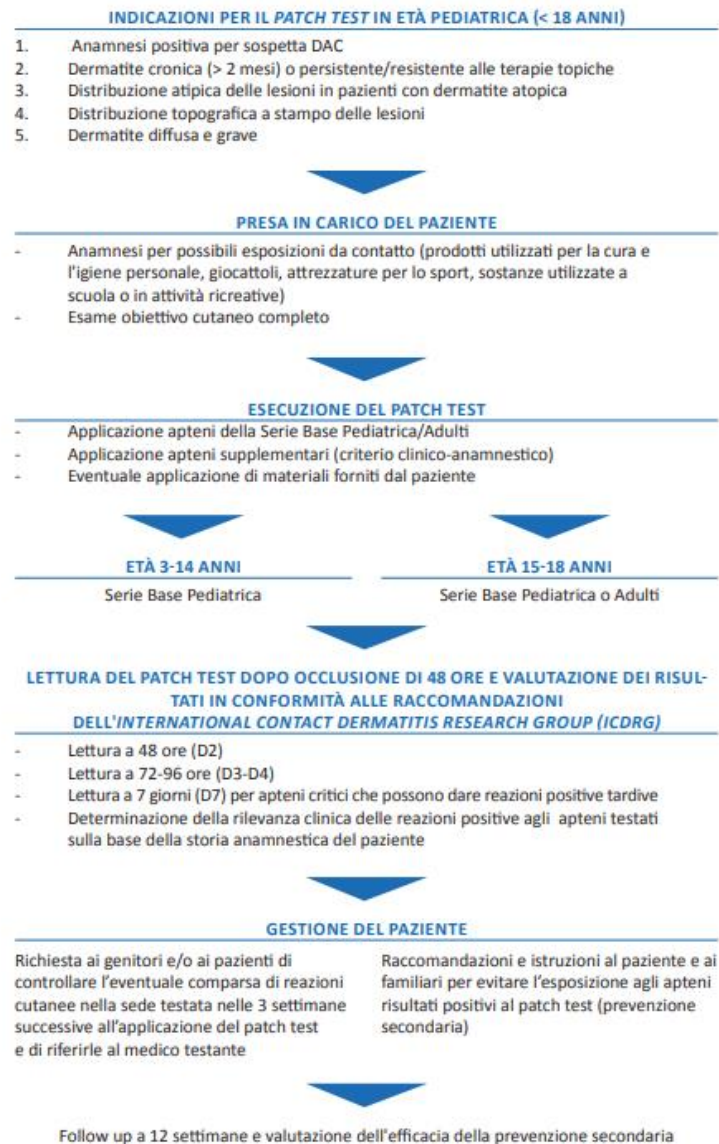 INDICAZIONI PER IL PATCH TEST IN ETÀ PEDIATRICA (< 18 ANNI)
1. Anamnesi positiva per sospetta DAC
2. Dermatite cronica (> 2 mesi) o persistente/resistente alle terapie topiche
3. Distribuzione atipica delle lesioni in pazienti con dermatite atopica
4. Distribuzione topografica a stampo delle lesioni
5. Dermatite diffusa e grave
PRESA IN CARICO DEL PAZIENTE
- Anamnesi per possibili esposizioni da contatto (prodotti utilizzati per la cura e
l'igiene personale, giocattoli, attrezzature per lo sport, sostanze utilizzate a
scuola o in attività ricreative)
- Esame obiettivo cutaneo completo
ESECUZIONE DEL PATCH TEST
- Applicazione apteni della Serie Base Pediatrica/Adulti
- Applicazione apteni supplementari (criterio clinico-anamnestico)
- Eventuale applicazione di materiali forniti dal paziente
ETÀ 3-14 ANNI
Serie Base Pediatrica
ETÀ 15-18 ANNI
Serie Base Pediatrica o Adulti
LETTURA DEL PATCH TEST DOPO OCCLUSIONE DI 48 ORE E VALUTAZIONE DEI RISUL-
TATI IN CONFORMITÀ ALLE RACCOMANDAZIONI
DELL'INTERNATIONAL CONTACT DERMATITIS RESEARCH GROUP (ICDRG)
- Lettura a 48 ore (D2)
- Lettura a 72-96 ore (D3-D4)
- Lettura a 7 giorni (D7) per apteni critici che possono dare reazioni positive tardive
- Determinazione della rilevanza clinica delle reazioni positive agli apteni testati
sulla base della storia anamnestica del paziente
GESTIONE DEL PAZIENTE
Richiesta ai genitori e/o ai pazienti di
controllare l'eventuale comparsa di reazioni
cutanee nella sede testata nelle 3 settimane
successive all'applicazione del patch test
e di riferirle al medico testante
Raccomandazioni e istruzioni al paziente e ai
familiari per evitare l'esposizione agli apteni
risultati positivi al patch test (prevenzione
secondaria)
Follow up a 12 settimane e valutazione dell'efficacia della prevenzione secondaria